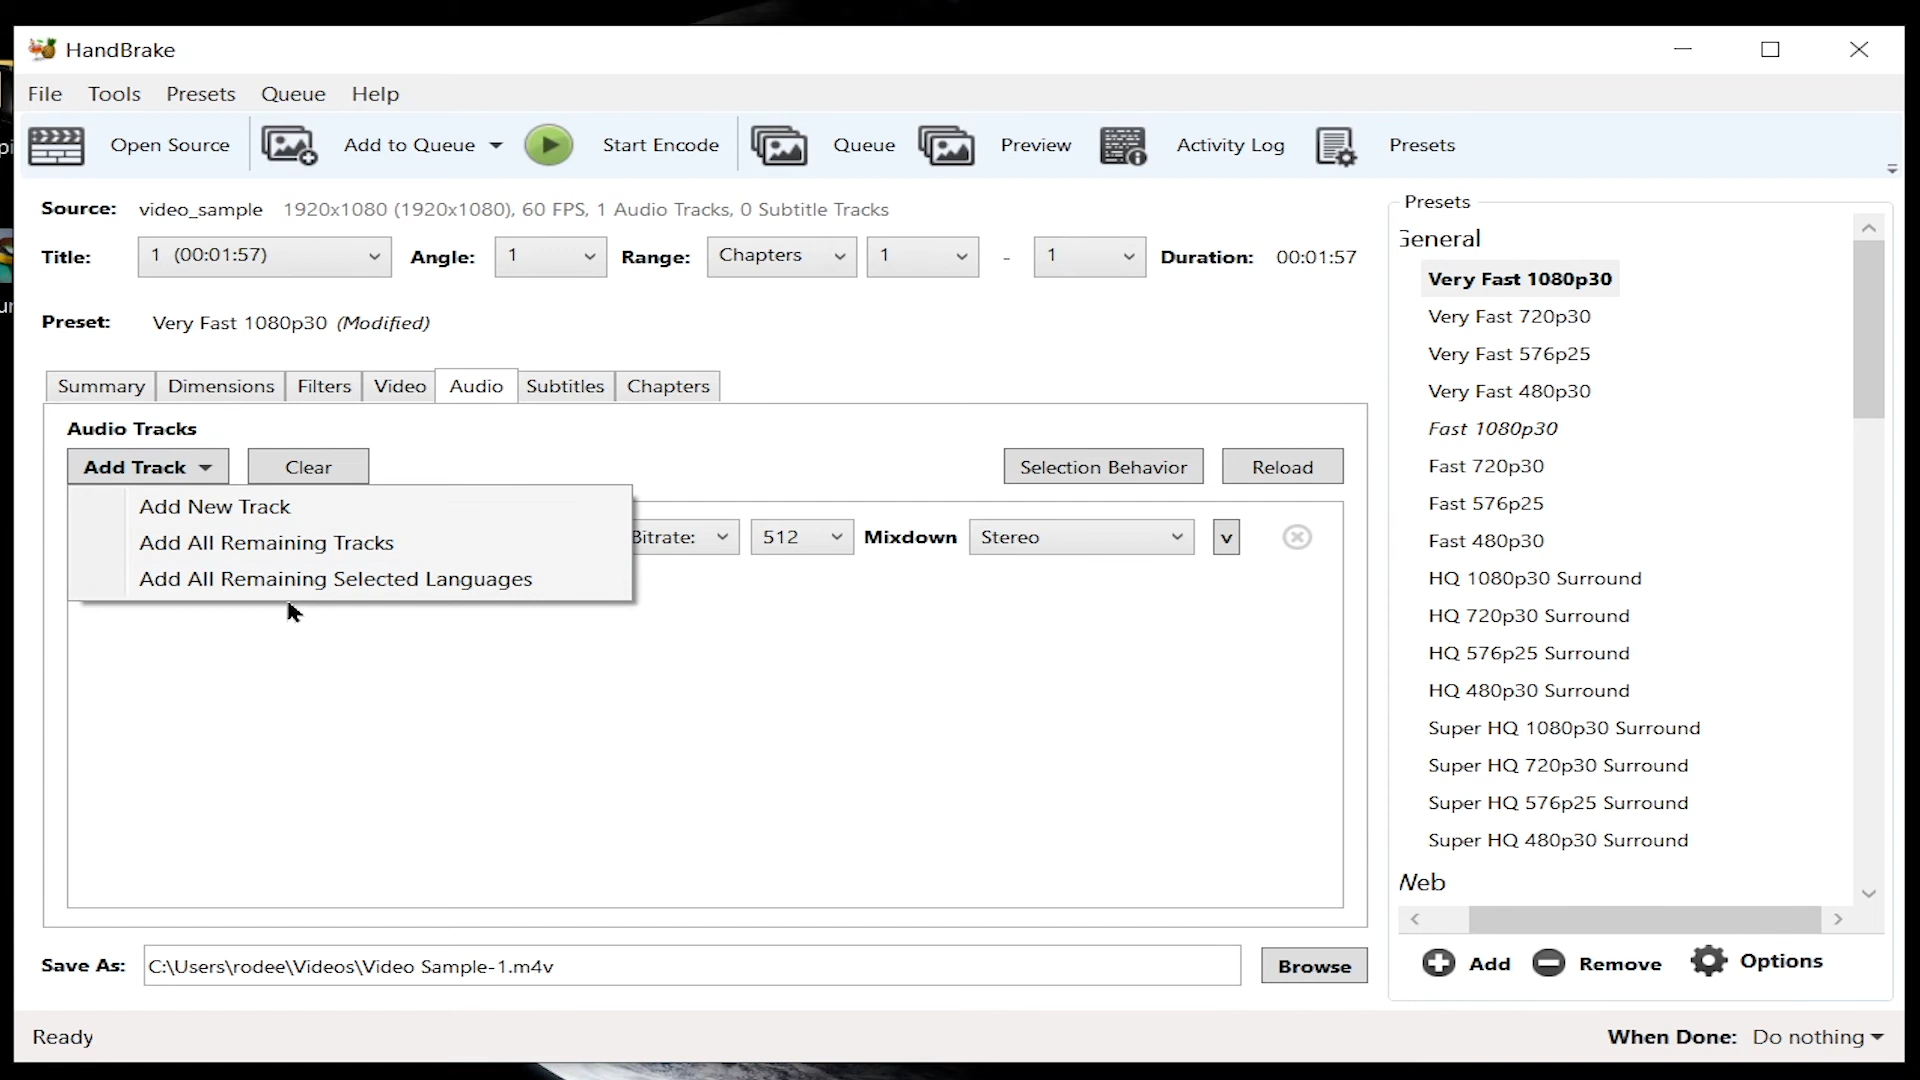 HandBrake
File Tools Presets Queue Help
Open Source Add to Queue Start Encode Queue Preview Activity Log Presets
Source: video_sample 1920x1080 (1920x1080), 60 FPS, 1 Audio Tracks, 0 Subtitle Tracks
Title: 1 (00:01:57) Angle: 1 Range: Chapters 1 - 1 Duration: 00:01:57
Preset: Very Fast 1080p30 (Modified)
Summary Dimensions Filters Video Audio Subtitles Chapters
Audio Tracks
Add Track Clear Selection Behavior Reload
Add New Track
Add All Remaining Tracks
Add All Remaining Selected Languages
Bitrate: 512 Mixdown Stereo v
Save As: C:\Users\rodee\Videos\Video Sample-1.m4v Browse
Presets
General
Very Fast 1080p30
Very Fast 720p30
Very Fast 576p25
Very Fast 480p30
Fast 1080p30
Fast 720p30
Fast 576p25
Fast 480p30
HQ 1080p30 Surround
HQ 720p30 Surround
HQ 576p25 Surround
HQ 480p30 Surround
Super HQ 1080p30 Surround
Super HQ 720p30 Surround
Super HQ 576p25 Surround
Super HQ 480p30 Surround
Web
Add Remove Options
Ready When Done: Do nothing